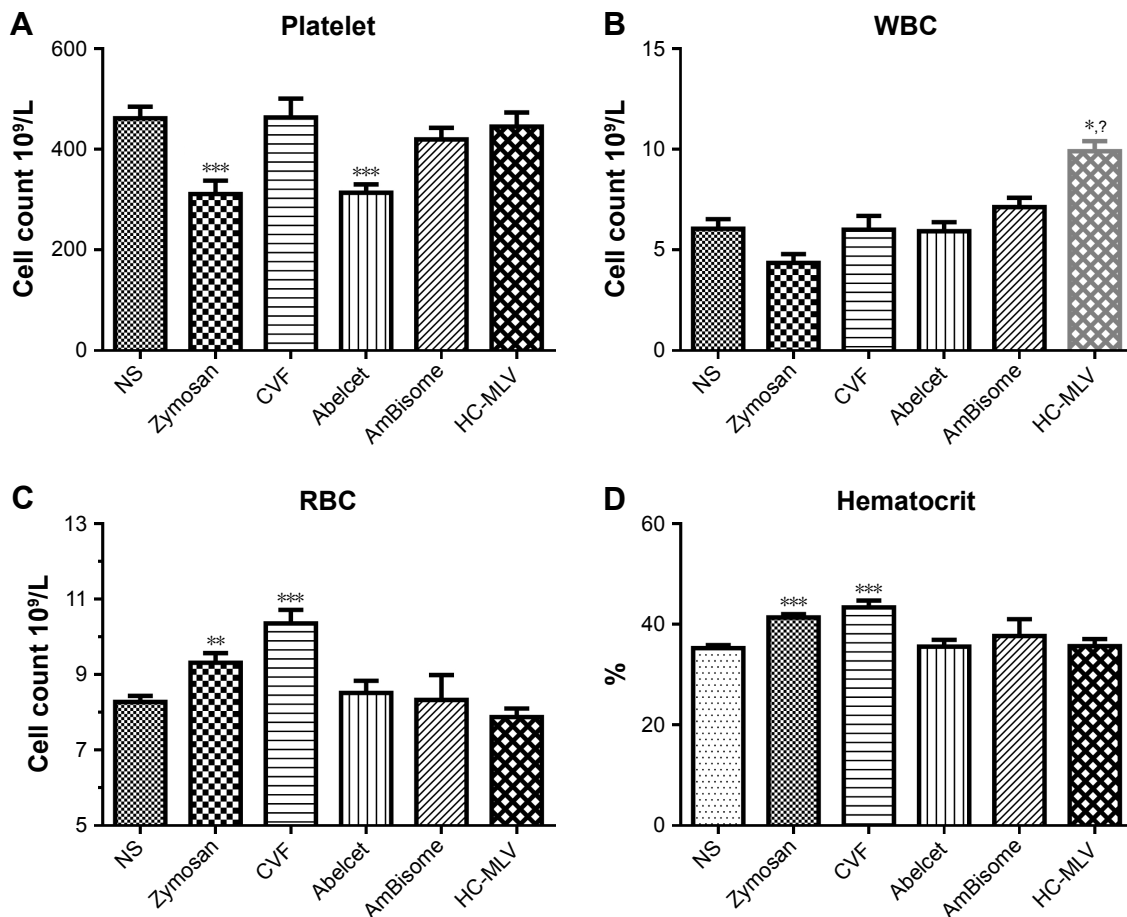 A
Platelet
Cell count 10⁹/L
600
400
200
0
***
***
NS
Zymosan
CVF
Abelcet
AmBisome
HC-MLV
B
WBC
Cell count 10⁹/L
15
10
5
0
*,?
NS
Zymosan
CVF
Abelcet
AmBisome
HC-MLV
C
RBC
Cell count 10⁹/L
13
11
9
7
5
**
***
NS
Zymosan
CVF
Abelcet
AmBisome
HC-MLV
D
Hematocrit
%
60
40
20
0
***
***
NS
Zymosan
CVF
Abelcet
AmBisome
HC-MLV